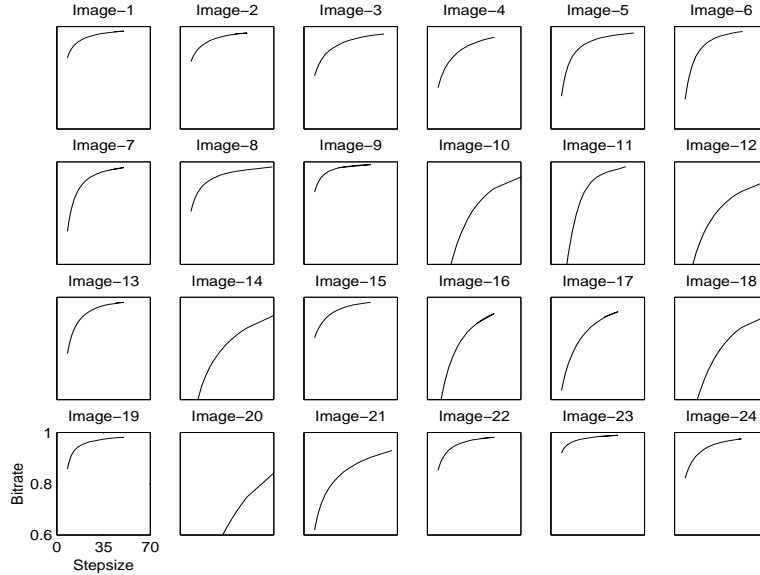 Image−1 Image−2 Image−3 Image−4 Image−5 Image−6
Image−7 Image−8 Image−9 Image−10 Image−11 Image−12
Image−13 Image−14 Image−15 Image−16 Image−17 Image−18
Image−19 Image−20 Image−21 Image−22 Image−23 Image−24
1
0.8
0.6
Bitrate
0 35 70
Stepsize